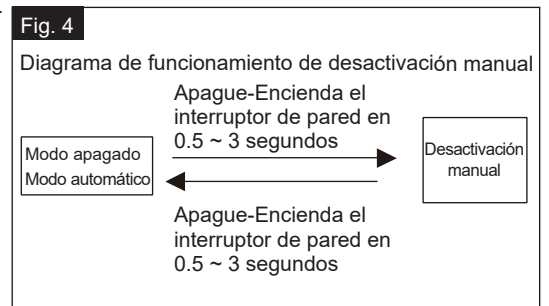 Fig. 4
Diagrama de funcionamiento de desactivación manual
Apague-Encienda el
interruptor de pared en
0.5 ~ 3 segundos
Modo apagado
Modo automático
Desactivación
manual
Apague-Encienda el
interruptor de pared en
0.5 ~ 3 segundos